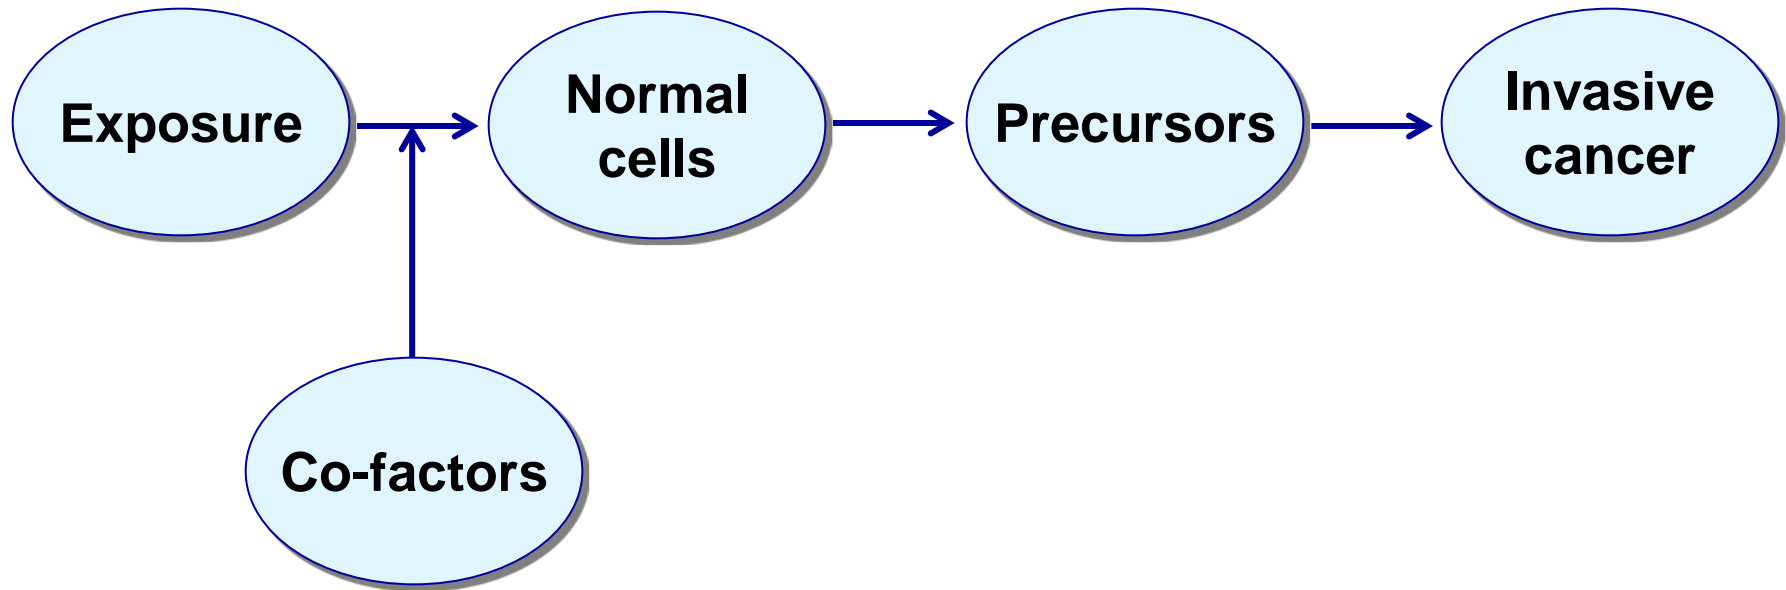 Exposure
Normal
cells
Precursors
Invasive
cancer
Co-factors